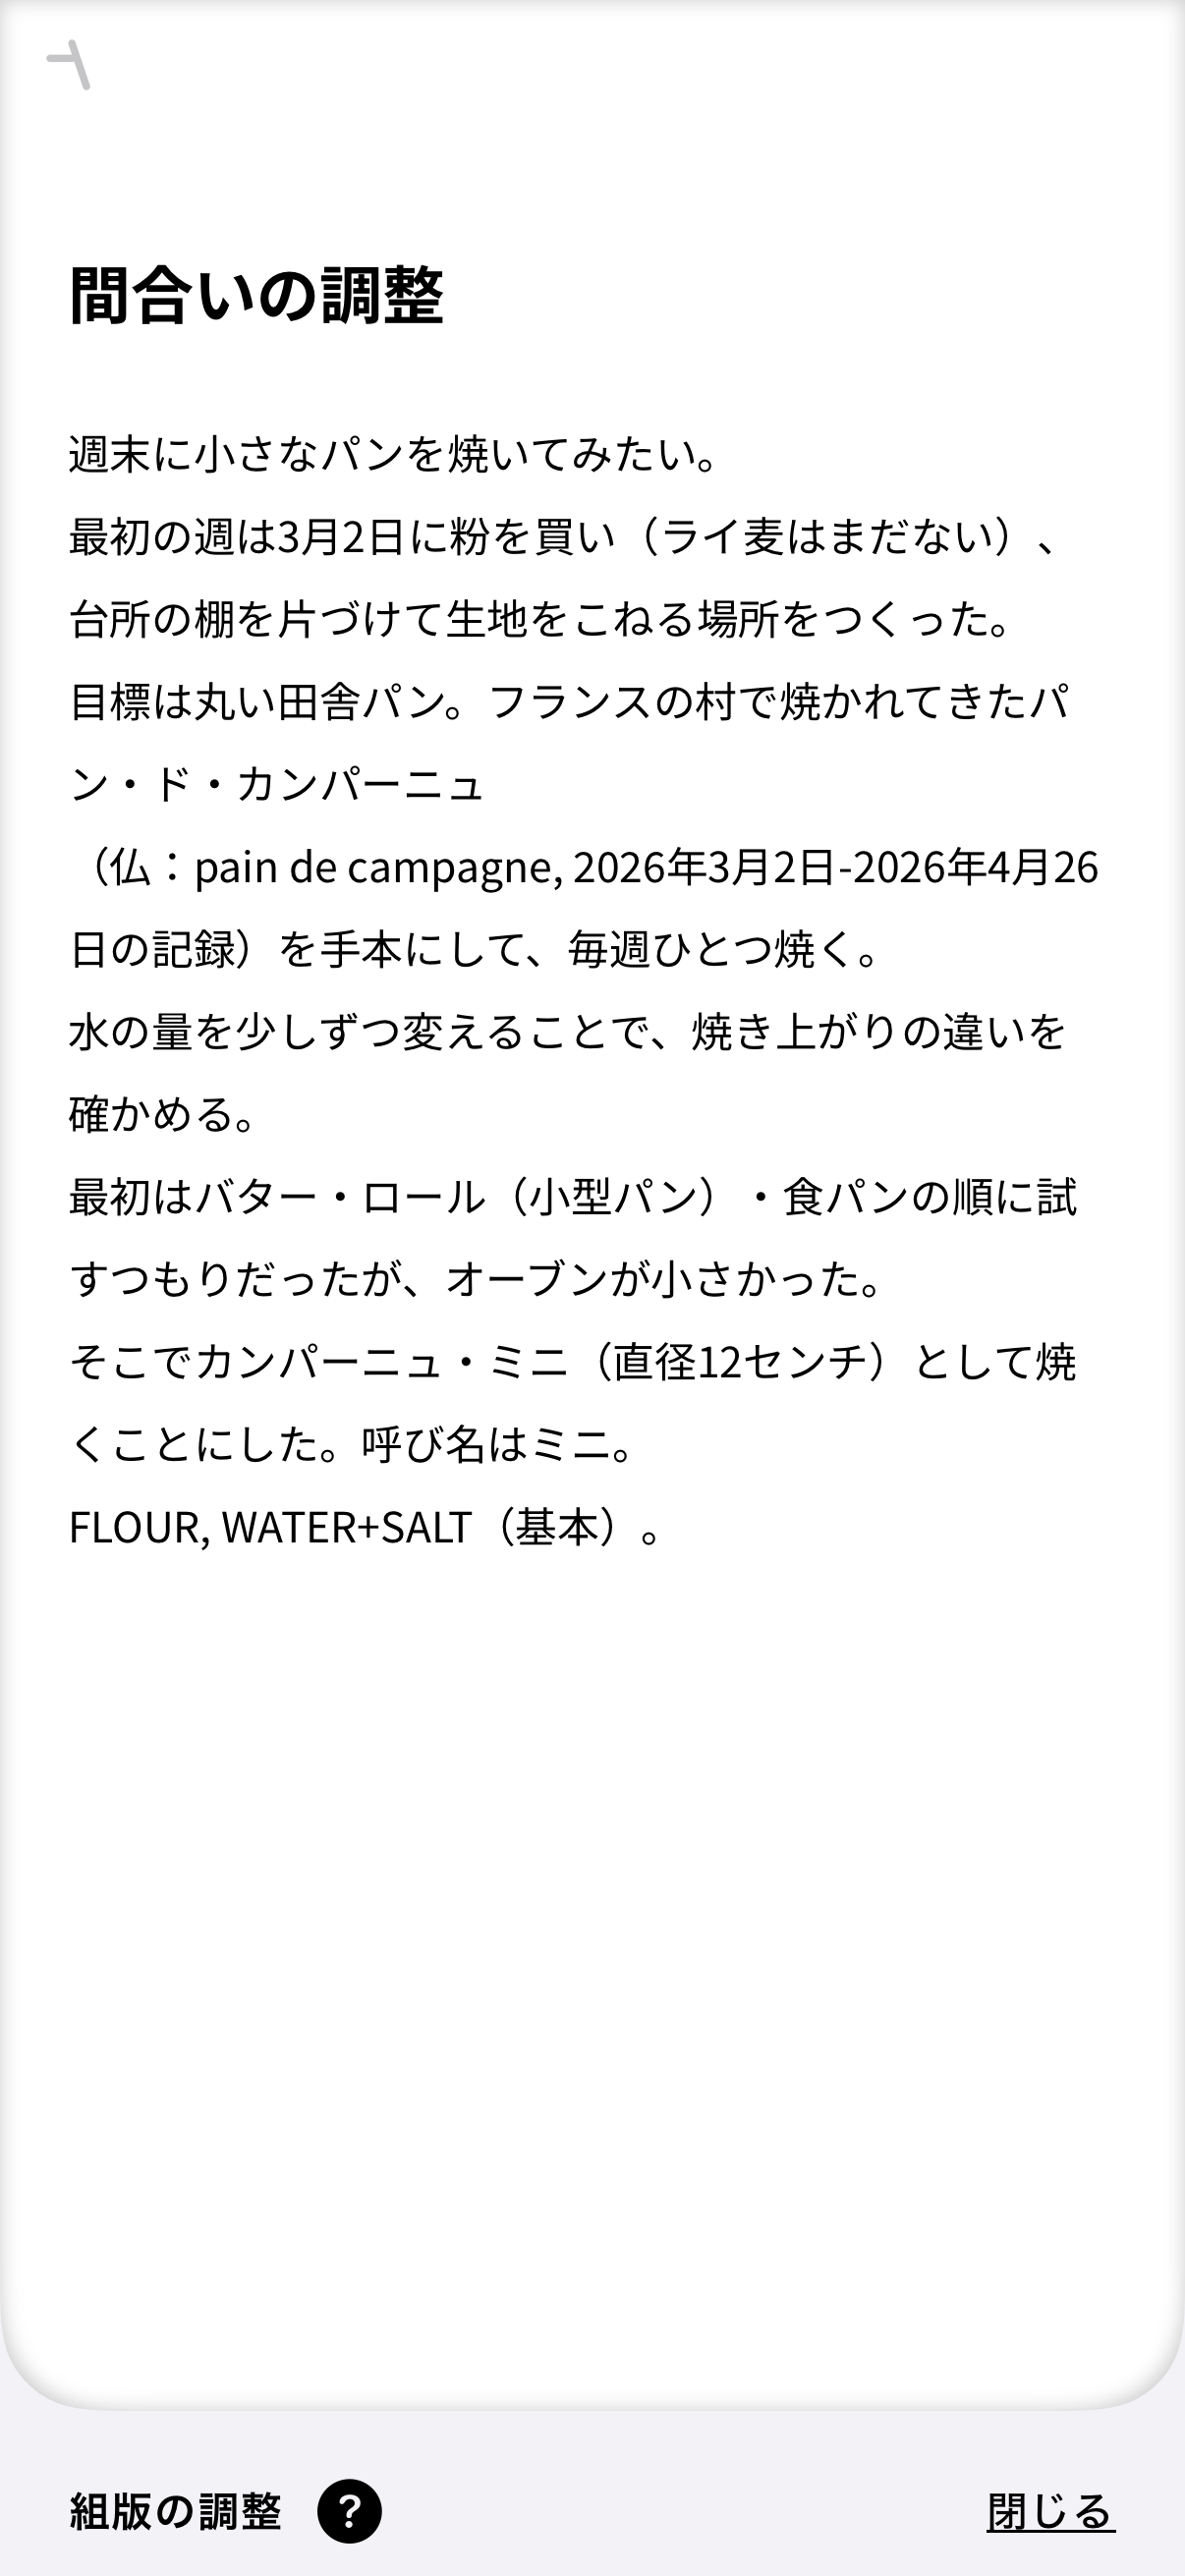 間合いの調整
週末に小さなパンを焼いてみたい。
最初の週は3月2日に粉を買い（ライ麦はまだない）、
台所の棚を片づけて生地をこねる場所をつくった。
目標は丸い田舎パン。フランスの村で焼かれてきたパ
ン・ド・カンパーニュ
（仏：pain de campagne, 2026年3月2日-2026年4月26
日の記録）を手本にして、毎週ひとつ焼く。
水の量を少しずつ変えることで、焼き上がりの違いを
確かめる。
最初はバター・ロール（小型パン）・食パンの順に試
すつもりだったが、オーブンが小さかった。
そこでカンパーニュ・ミニ（直径12センチ）として焼
くことにした。呼び名はミニ。
FLOUR, WATER+SALT（基本）。
組版の調整 ?
閉じる